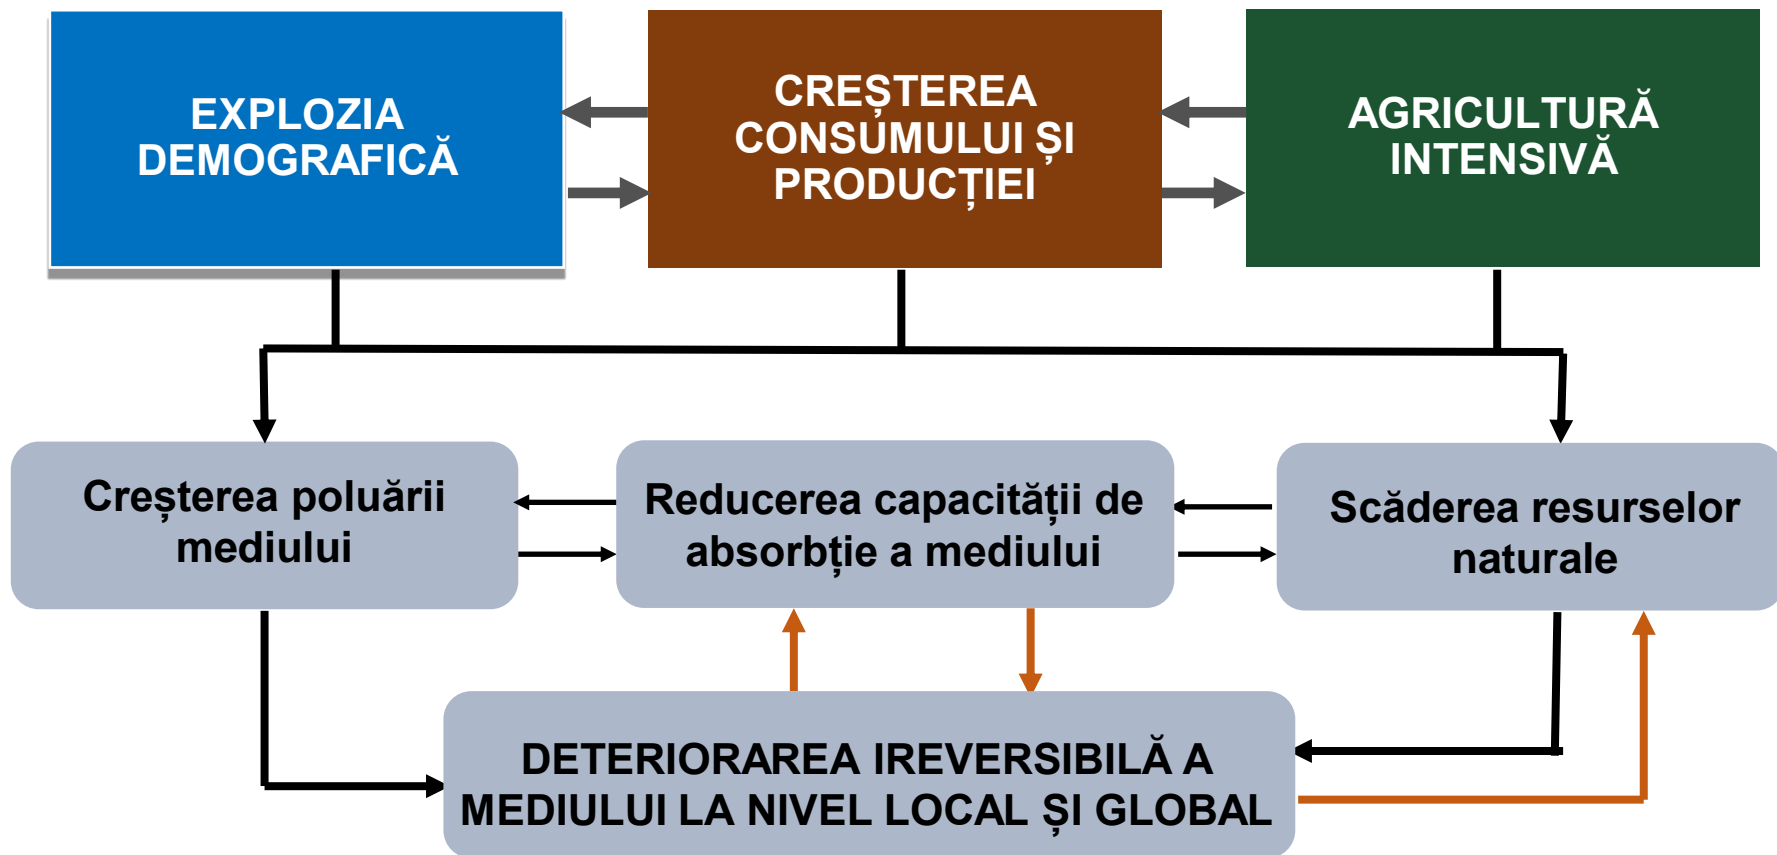 EXPLOZIA
DEMOGRAFICĂ
CREȘTEREA
CONSUMULUI ȘI
PRODUCȚIEI
AGRICULTURĂ
INTENSIVĂ
Creșterea poluării
mediului
Reducerea capacității de
absorbție a mediului
Scăderea resurselor
naturale
DETERIORAREA IREVERSIBILĂ A
MEDIULUI LA NIVEL LOCAL ȘI GLOBAL